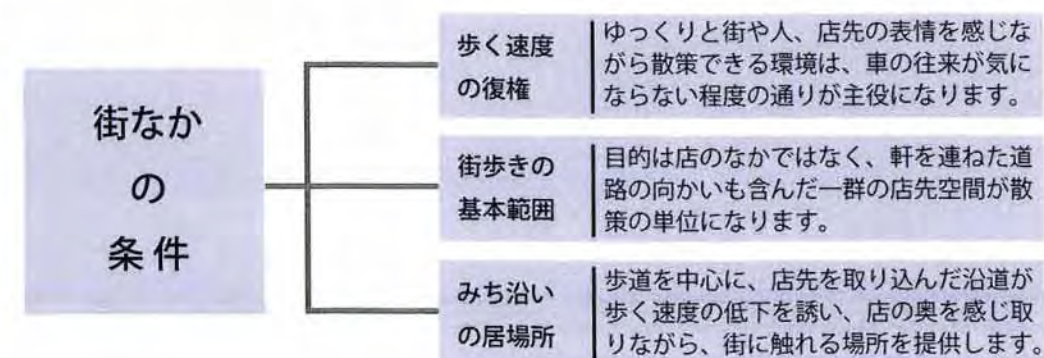 街なか
の
条件
歩く速度
の復権
ゆっくりと街や人、店先の表情を感じな
がら散策できる環境は、車の往来が気に
ならない程度の通りが主役になります。
街歩きの
基本範囲
目的は店のなかではなく、軒を連ねた道
路の向かいも含んだ一群の店先空間が散
策の単位になります。
みち沿い
の居場所
歩道を中心に、店先を取り込んだ沿道が
歩く速度の低下を誘い、店の奥を感じ取
りながら、街に触れる場所を提供します。